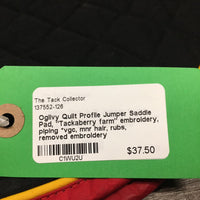 The Tack Collector
137552-126
Ogilvy Quilt Profile Jumper Saddle
Pad, "Tackaberry farm" embroidery,
piping *vgc, mnr hair, rubs,
removed embroidery
C1WU2U
$37.50